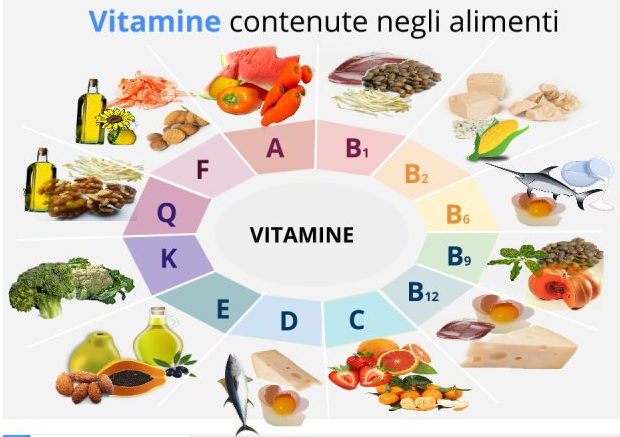 Vitamine contenute negli alimenti
A
B₁
B₂
B₆
B₉
B₁₂
C
D
E
K
Q
F
VITAMINE